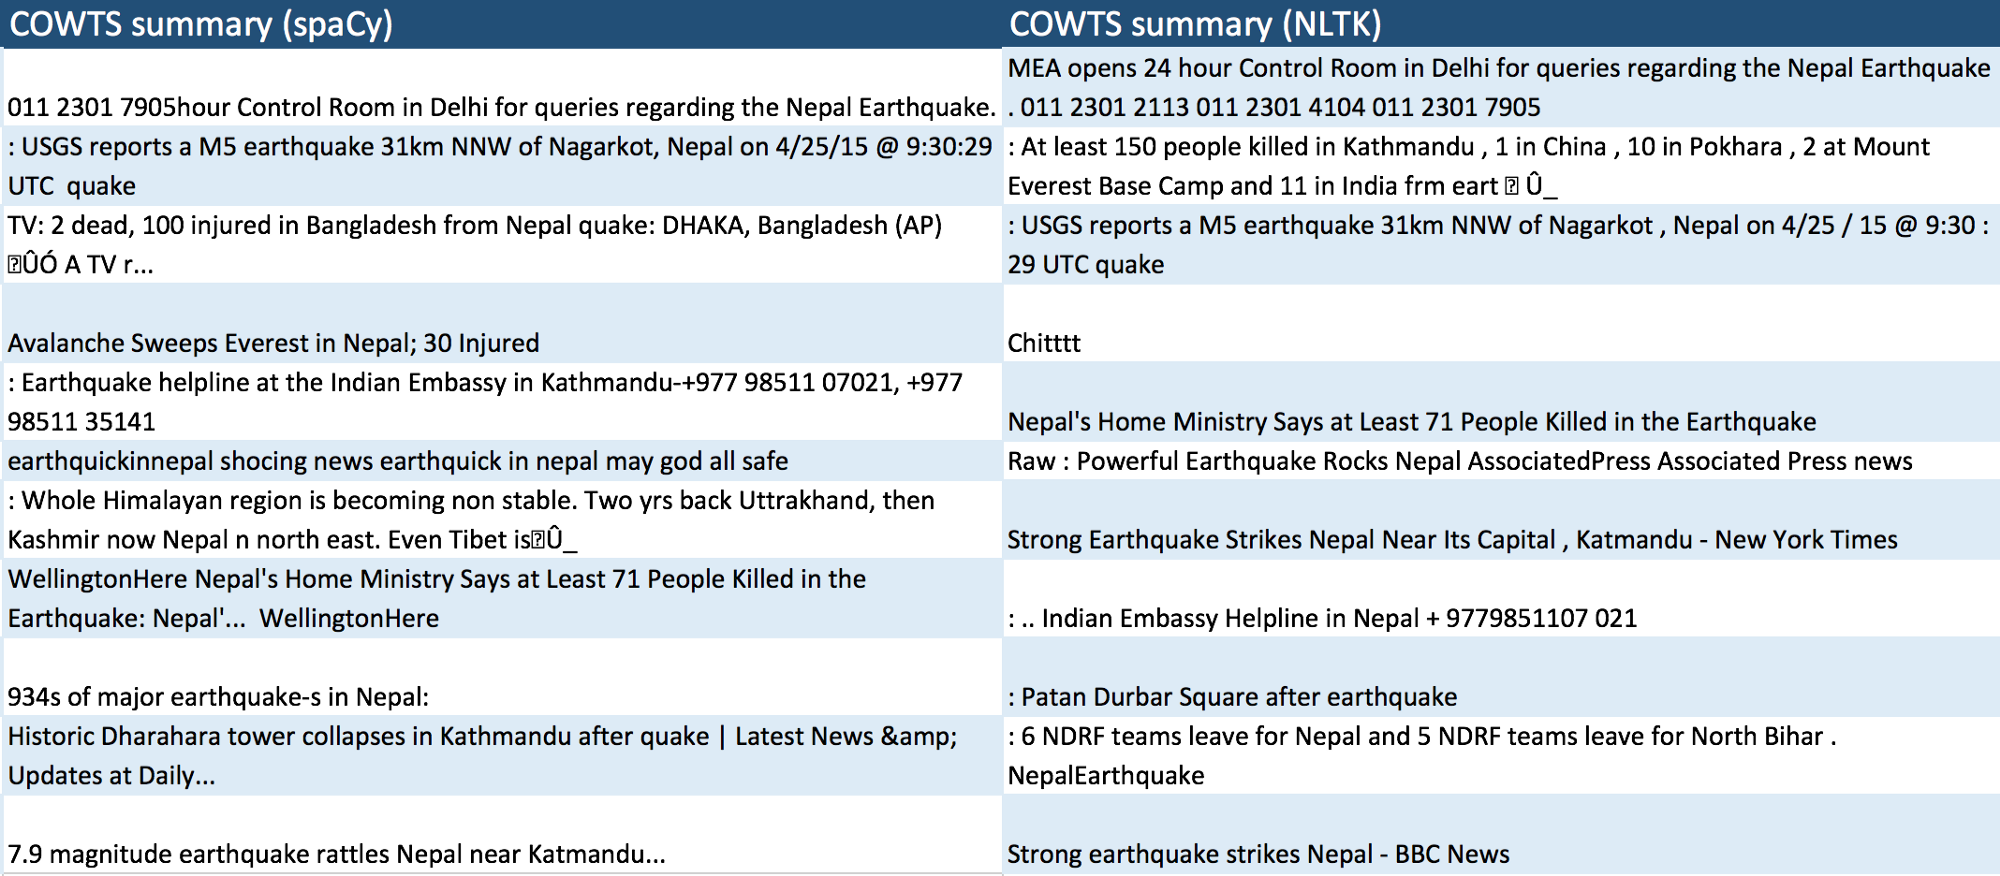 COWTS summary (spaCy)
011 2301 7905hour Control Room in Delhi for queries regarding the Nepal Earthquake.
: USGS reports a M5 earthquake 31km NNW of Nagarkot, Nepal on 4/25/15 @ 9:30:29
UTC  quake
TV: 2 dead, 100 injured in Bangladesh from Nepal quake: DHAKA, Bangladesh (AP)
⍰ÛÓ A TV r...
Avalanche Sweeps Everest in Nepal; 30 Injured
: Earthquake helpline at the Indian Embassy in Kathmandu-+977 98511 07021, +977
98511 35141
earthquickinnepal shocing news earthquick in nepal may god all safe
: Whole Himalayan region is becoming non stable. Two yrs back Uttrakhand, then
Kashmir now Nepal n north east. Even Tibet is⍰Û_
WellingtonHere Nepal's Home Ministry Says at Least 71 People Killed in the
Earthquake: Nepal'...  WellingtonHere
934s of major earthquake-s in Nepal:
Historic Dharahara tower collapses in Kathmandu after quake | Latest News &amp;
Updates at Daily...
7.9 magnitude earthquake rattles Nepal near Katmandu...
COWTS summary (NLTK)
MEA opens 24 hour Control Room in Delhi for queries regarding the Nepal Earthquake
. 011 2301 2113 011 2301 4104 011 2301 7905
: At least 150 people killed in Kathmandu , 1 in China , 10 in Pokhara , 2 at Mount
Everest Base Camp and 11 in India frm eart ⍰ Û_
: USGS reports a M5 earthquake 31km NNW of Nagarkot , Nepal on 4/25 / 15 @ 9:30 :
29 UTC quake
Chitttt
Nepal's Home Ministry Says at Least 71 People Killed in the Earthquake
Raw : Powerful Earthquake Rocks Nepal AssociatedPress Associated Press news
Strong Earthquake Strikes Nepal Near Its Capital , Katmandu - New York Times
: .. Indian Embassy Helpline in Nepal + 9779851107 021
: Patan Durbar Square after earthquake
: 6 NDRF teams leave for Nepal and 5 NDRF teams leave for North Bihar .
NepalEarthquake
Strong earthquake strikes Nepal - BBC News